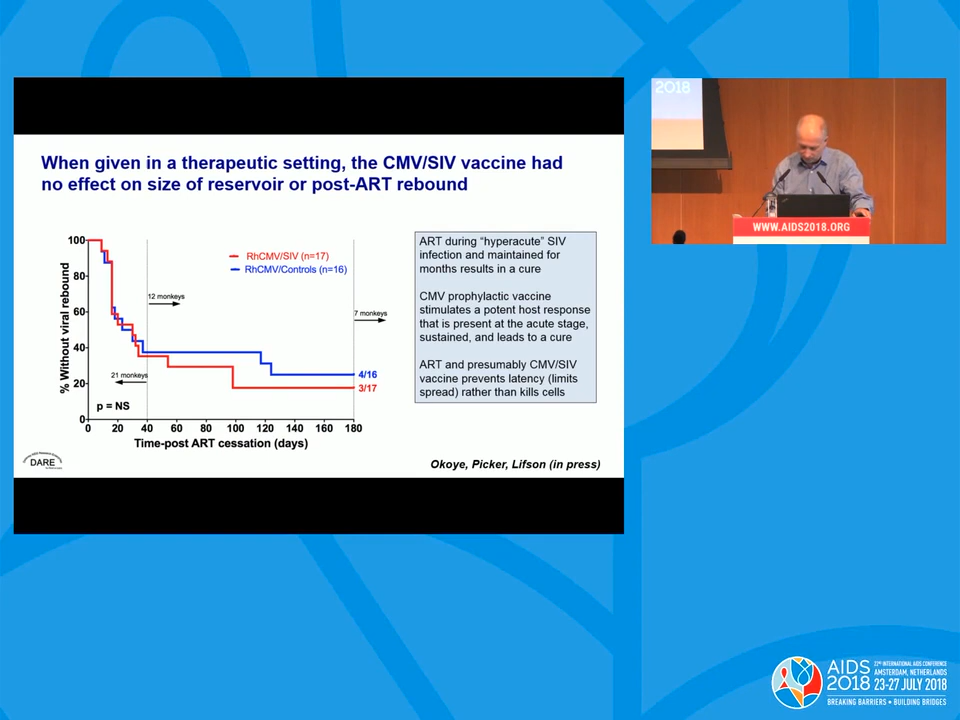 2018
When given in a therapeutic setting, the CMV/SIV vaccine had
no effect on size of reservoir or post-ART rebound
% Without viral rebound
100
80
60
40
20
0
0 20 40 60 80 100 120 140 160 180
Time-post ART cessation (days)
RhCMV/SIV (n=17)
RhCMV/Controls (n=16)
12 monkeys
7 monkeys
21 monkeys
4/16
3/17
p = NS
ART during “hyperacute” SIV
infection and maintained for
months results in a cure
CMV prophylactic vaccine
stimulates a potent host response
that is present at the acute stage,
sustained, and leads to a cure
ART and presumably CMV/SIV
vaccine prevents latency (limits
spread) rather than kills cells
DARE
Okoye, Picker, Lifson (in press)
WWW.AIDS2018.ORG
AIDS
2018
22ND INTERNATIONAL AIDS CONFERENCE
AMSTERDAM, NETHERLANDS
23-27 JULY 2018
BREAKING BARRIERS • BUILDING BRIDGES